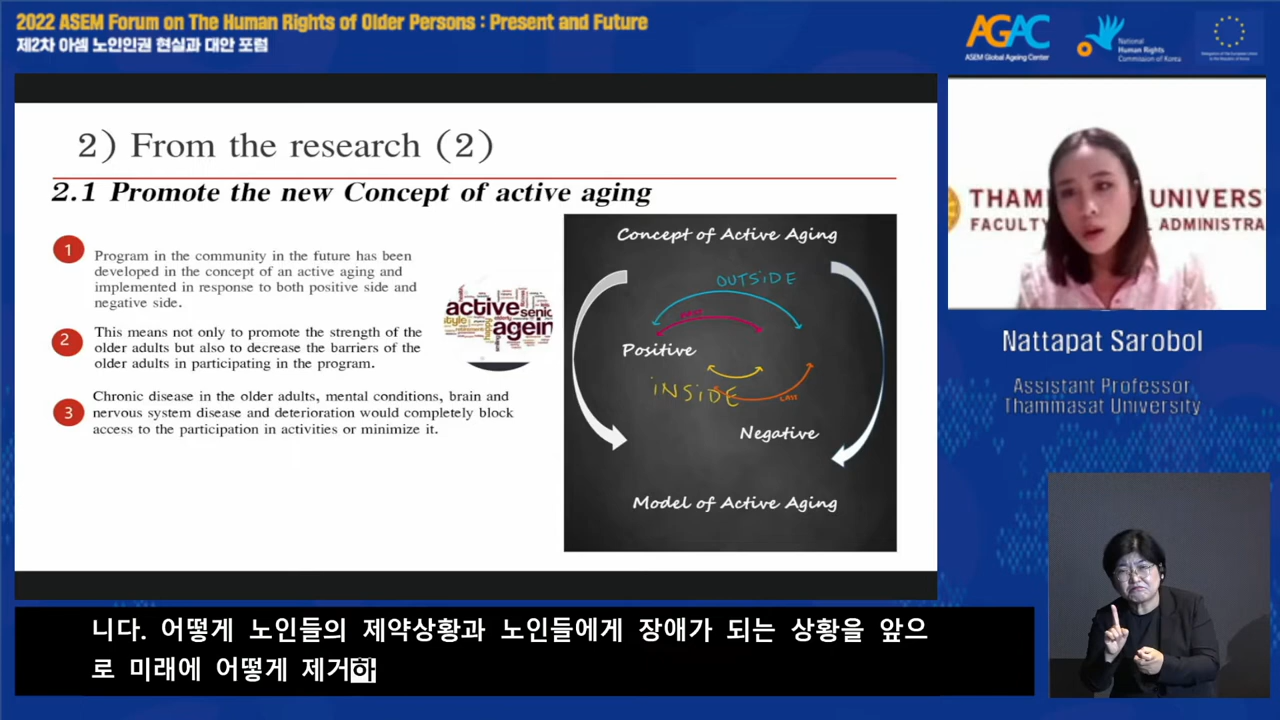 2022 ASEM Forum on The Human Rights of Older Persons : Present and Future
제2차 아셈 노인인권 현실과 대안 포럼
AGAC
ASEM Global Ageing Center
National
Human Rights
Commission of Korea
2) From the research (2)
2.1 Promote the new Concept of active aging
1
Program in the community in the future has been
developed in the concept of an active aging and
implemented in response to both positive side and
negative side.
2
This means not only to promote the strength of the
older adults but also to decrease the barriers of the
older adults in participating in the program.
3
Chronic disease in the older adults, mental conditions, brain and
nervous system disease and deterioration would completely block
access to the participation in activities or minimize it.
active senio
style
agein
Concept of Active Aging
OUTSIDE
Positive
INSIDE
Negative
Model of Active Aging
THAMM UNIVERS
FACULTY ADMINISTRA
Nattapat Sarobol
Assistant Professor
Thammasat University
니다. 어떻게 노인들의 제약상황과 노인들에게 장애가 되는 상황을 앞으
로 미래에 어떻게 제거하